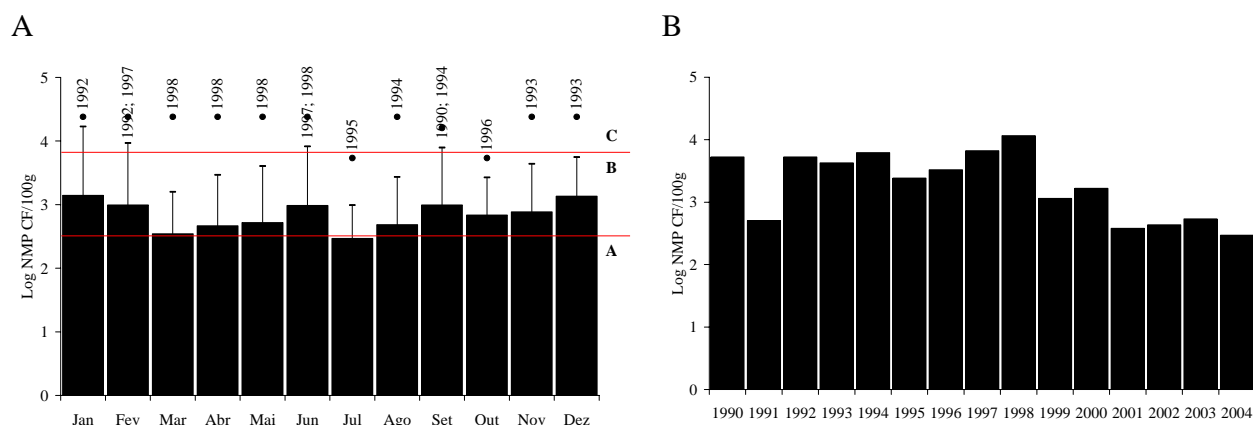 A
B
Log NMP CF/100g
5
4
3
2
1
0
1992
1992; 1997
1998
1998
1998
1997; 1998
1995
1994
1990; 1994
1996
1993
1993
C
B
A
Jan Fev Mar Abr Mai Jun Jul Ago Set Out Nov Dez
Log NMP CF/100g
5
4
3
2
1
0
1990 1991 1992 1993 1994 1995 1996 1997 1998 1999 2000 2001 2002 2003 2004